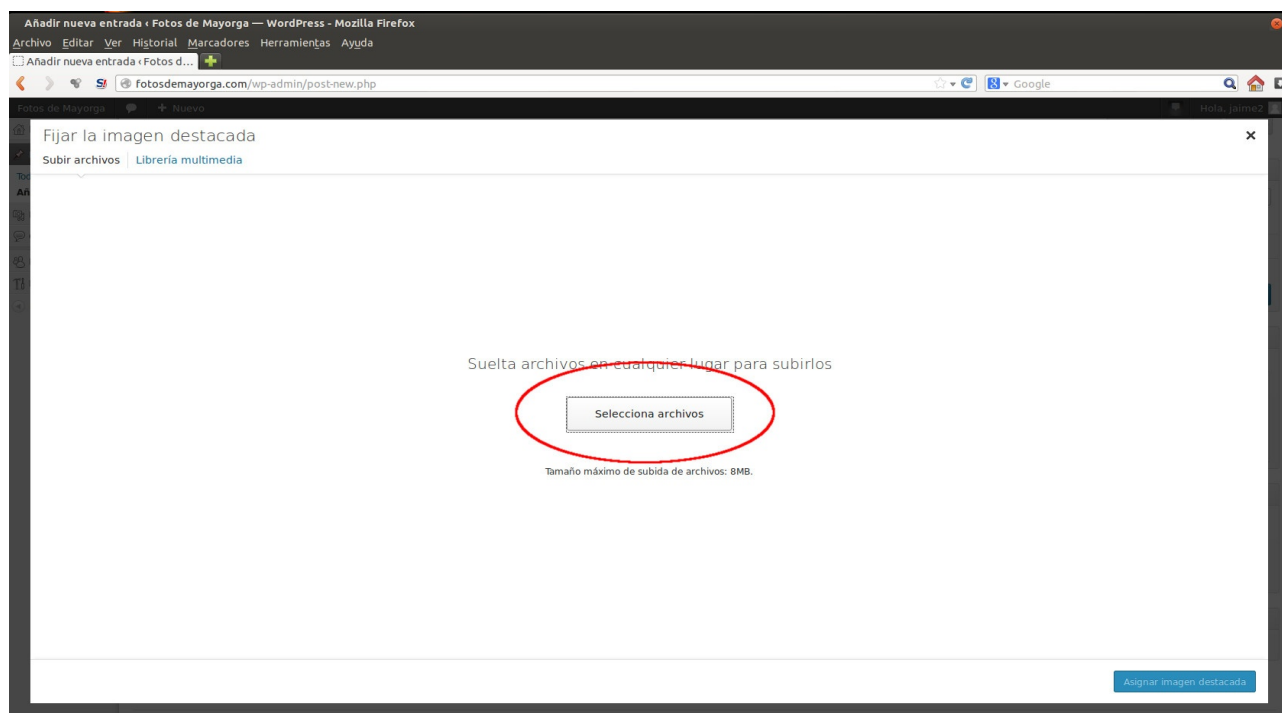 Añadir nueva entrada ‹ Fotos de Mayorga — WordPress - Mozilla Firefox
Archivo Editar Ver Historial Marcadores Herramientas Ayuda
Añadir nueva entrada ‹ Fotos d...
fotosdemayorga.com/wp-admin/post-new.php
Google
Fotos de Mayorga + Nuevo Hola, jaime2
Fijar la imagen destacada
Subir archivos Librería multimedia
Suelta archivos en cualquier lugar para subirlos
Selecciona archivos
Tamaño máximo de subida de archivos: 8MB.
Asignar imagen destacada